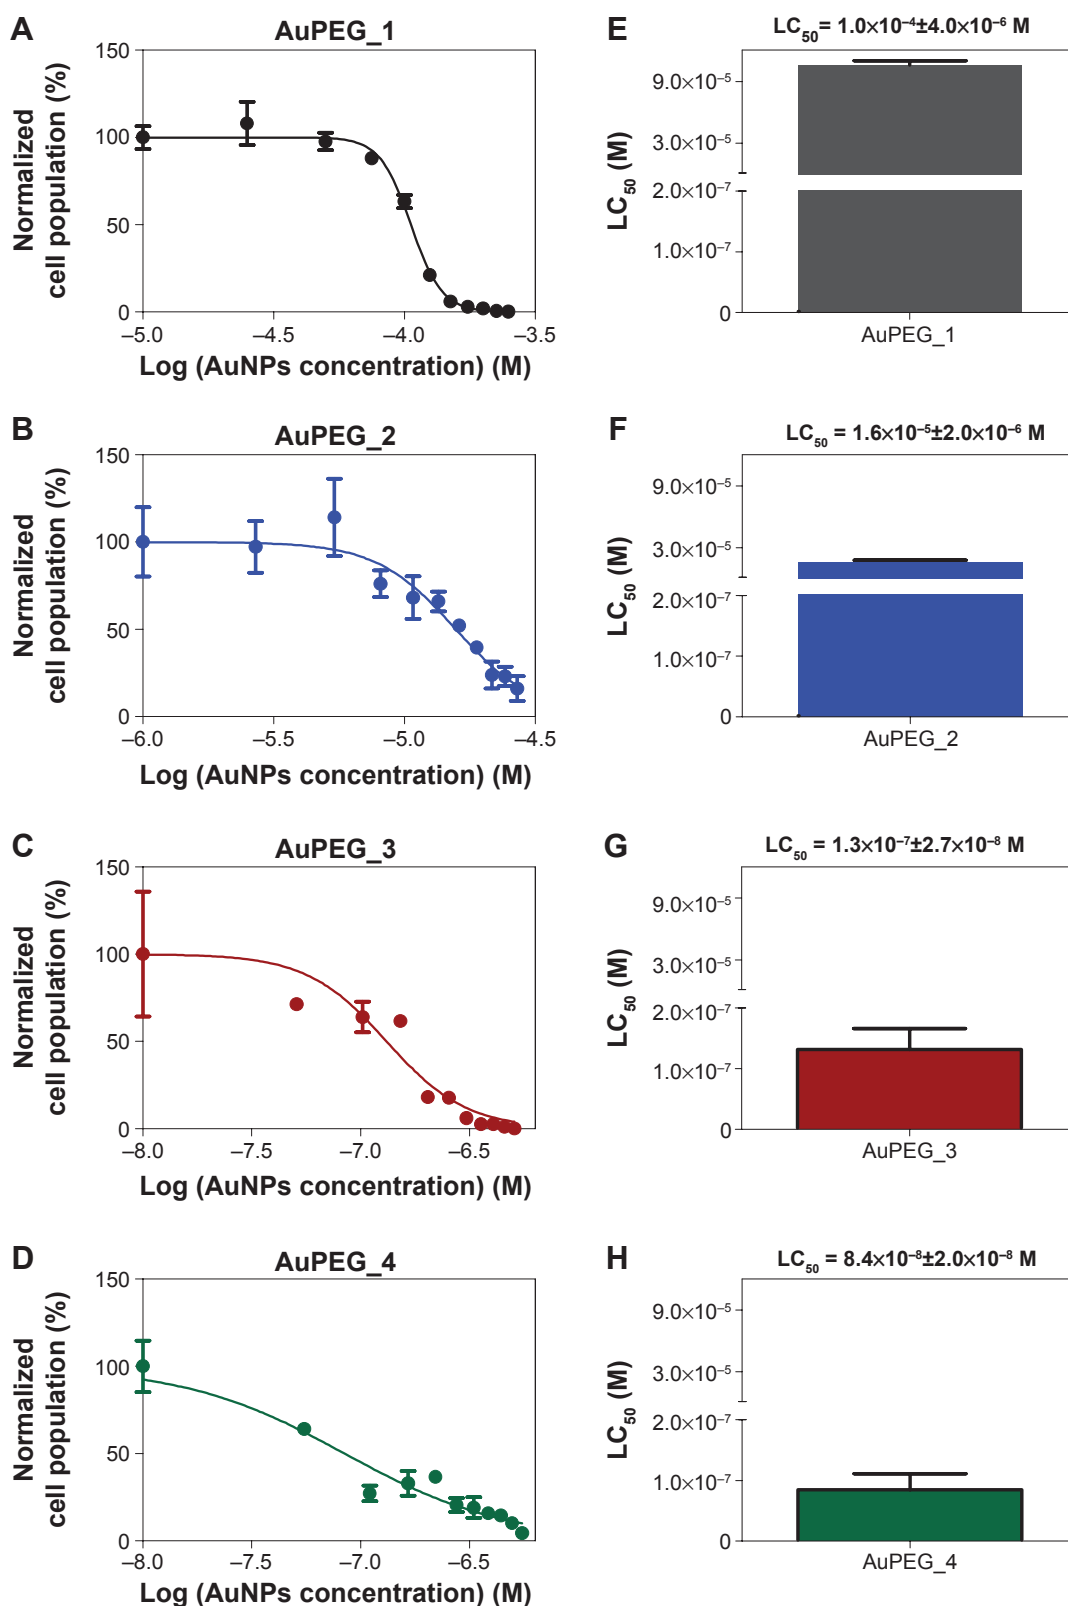 A
AuPEG_1
Normalized
cell population (%)
150
100
50
0
–5.0 –4.5 –4.0 –3.5
Log (AuNPs concentration) (M)
E
LC₅₀= 1.0×10⁻⁴±4.0×10⁻⁶ M
LC₅₀ (M)
9.0×10⁻⁵
3.0×10⁻⁵
2.0×10⁻⁷
1.0×10⁻⁷
0
AuPEG_1
B
AuPEG_2
Normalized
cell population (%)
150
100
50
0
–6.0 –5.5 –5.0 –4.5
Log (AuNPs concentration) (M)
F
LC₅₀ = 1.6×10⁻⁵±2.0×10⁻⁶ M
LC₅₀ (M)
9.0×10⁻⁵
3.0×10⁻⁵
2.0×10⁻⁷
1.0×10⁻⁷
0
AuPEG_2
C
AuPEG_3
Normalized
cell population (%)
150
100
50
0
–8.0 –7.5 –7.0 –6.5
Log (AuNPs concentration) (M)
G
LC₅₀ = 1.3×10⁻⁷±2.7×10⁻⁸ M
LC₅₀ (M)
9.0×10⁻⁵
3.0×10⁻⁵
2.0×10⁻⁷
1.0×10⁻⁷
0
AuPEG_3
D
AuPEG_4
Normalized
cell population (%)
150
100
50
0
–8.0 –7.5 –7.0 –6.5
Log (AuNPs concentration) (M)
H
LC₅₀ = 8.4×10⁻⁸±2.0×10⁻⁸ M
LC₅₀ (M)
9.0×10⁻⁵
3.0×10⁻⁵
2.0×10⁻⁷
1.0×10⁻⁷
0
AuPEG_4